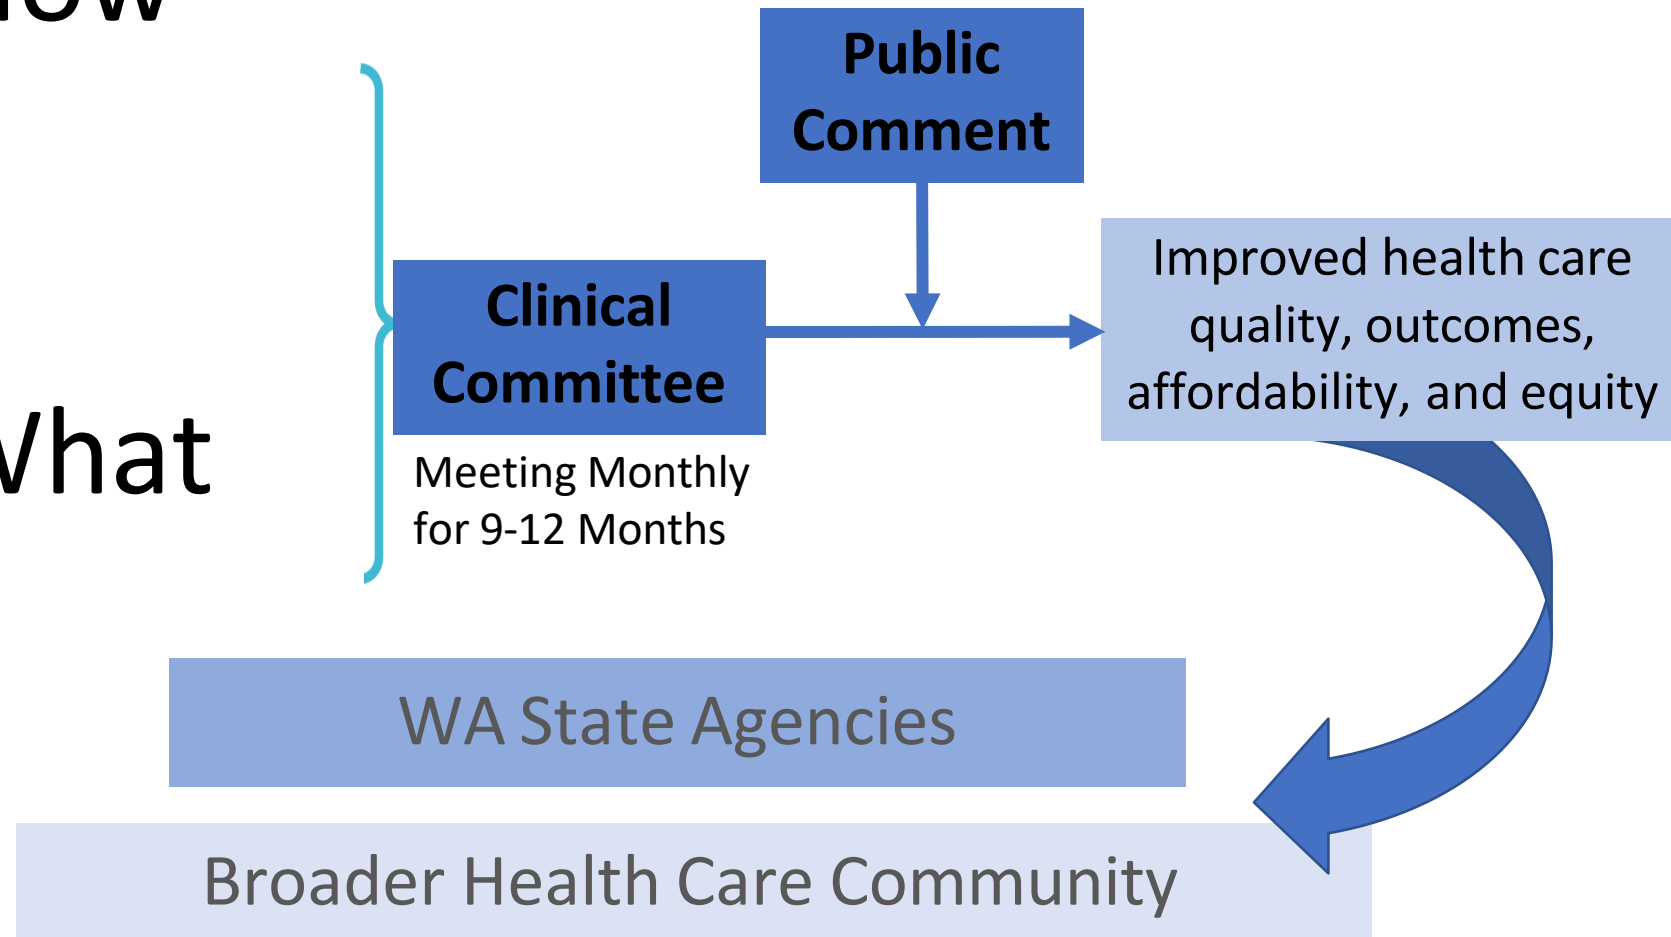 Public
Comment
Clinical
Committee
Meeting Monthly
for 9-12 Months
Improved health care
quality, outcomes,
affordability, and equity
What
WA State Agencies
Broader Health Care Community